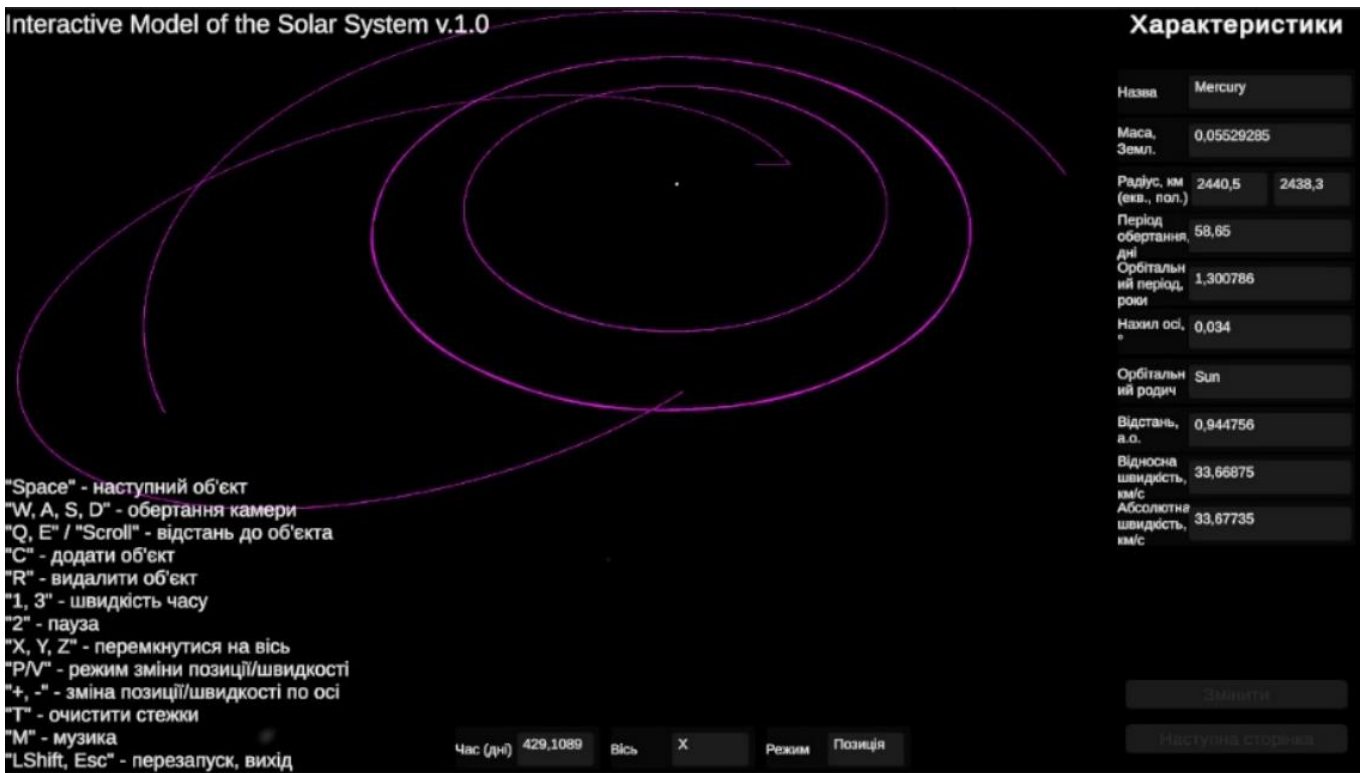 Interactive Model of the Solar System v.1.0
Характеристики
Назва
Mercury
Маса,
Земл.
0,05529285
Радіус, км
(екв., пол.)
2440,5
2438,3
Період
обертання,
дні
58,65
Орбітальн
ий період,
роки
1,300786
Нахил осі,
°
0,034
Орбітальн
ий родич
Sun
Відстань,
а.о.
0,944756
Відносна
швидкість,
км/с
33,66875
Абсолютна
швидкість,
км/с
33,67735
"Space" - наступний об'єкт
"W, A, S, D" - обертання камери
"Q, E" / "Scroll" - відстань до об'єкта
"C" - додати об'єкт
"R" - видалити об'єкт
"1, 3" - швидкість часу
"2" - пауза
"X, Y, Z" - перемкнутися на вісь
"P/V" - режим зміни позиції/швидкості
"+, -" - зміна позиції/швидкості по осі
"T" - очистити стежки
"M" - музика
"LShift, Esc" - перезапуск, вихід
Час (дні)
429,1089
Вісь
X
Режим
Позиція
Змінити
Наступна сторінка